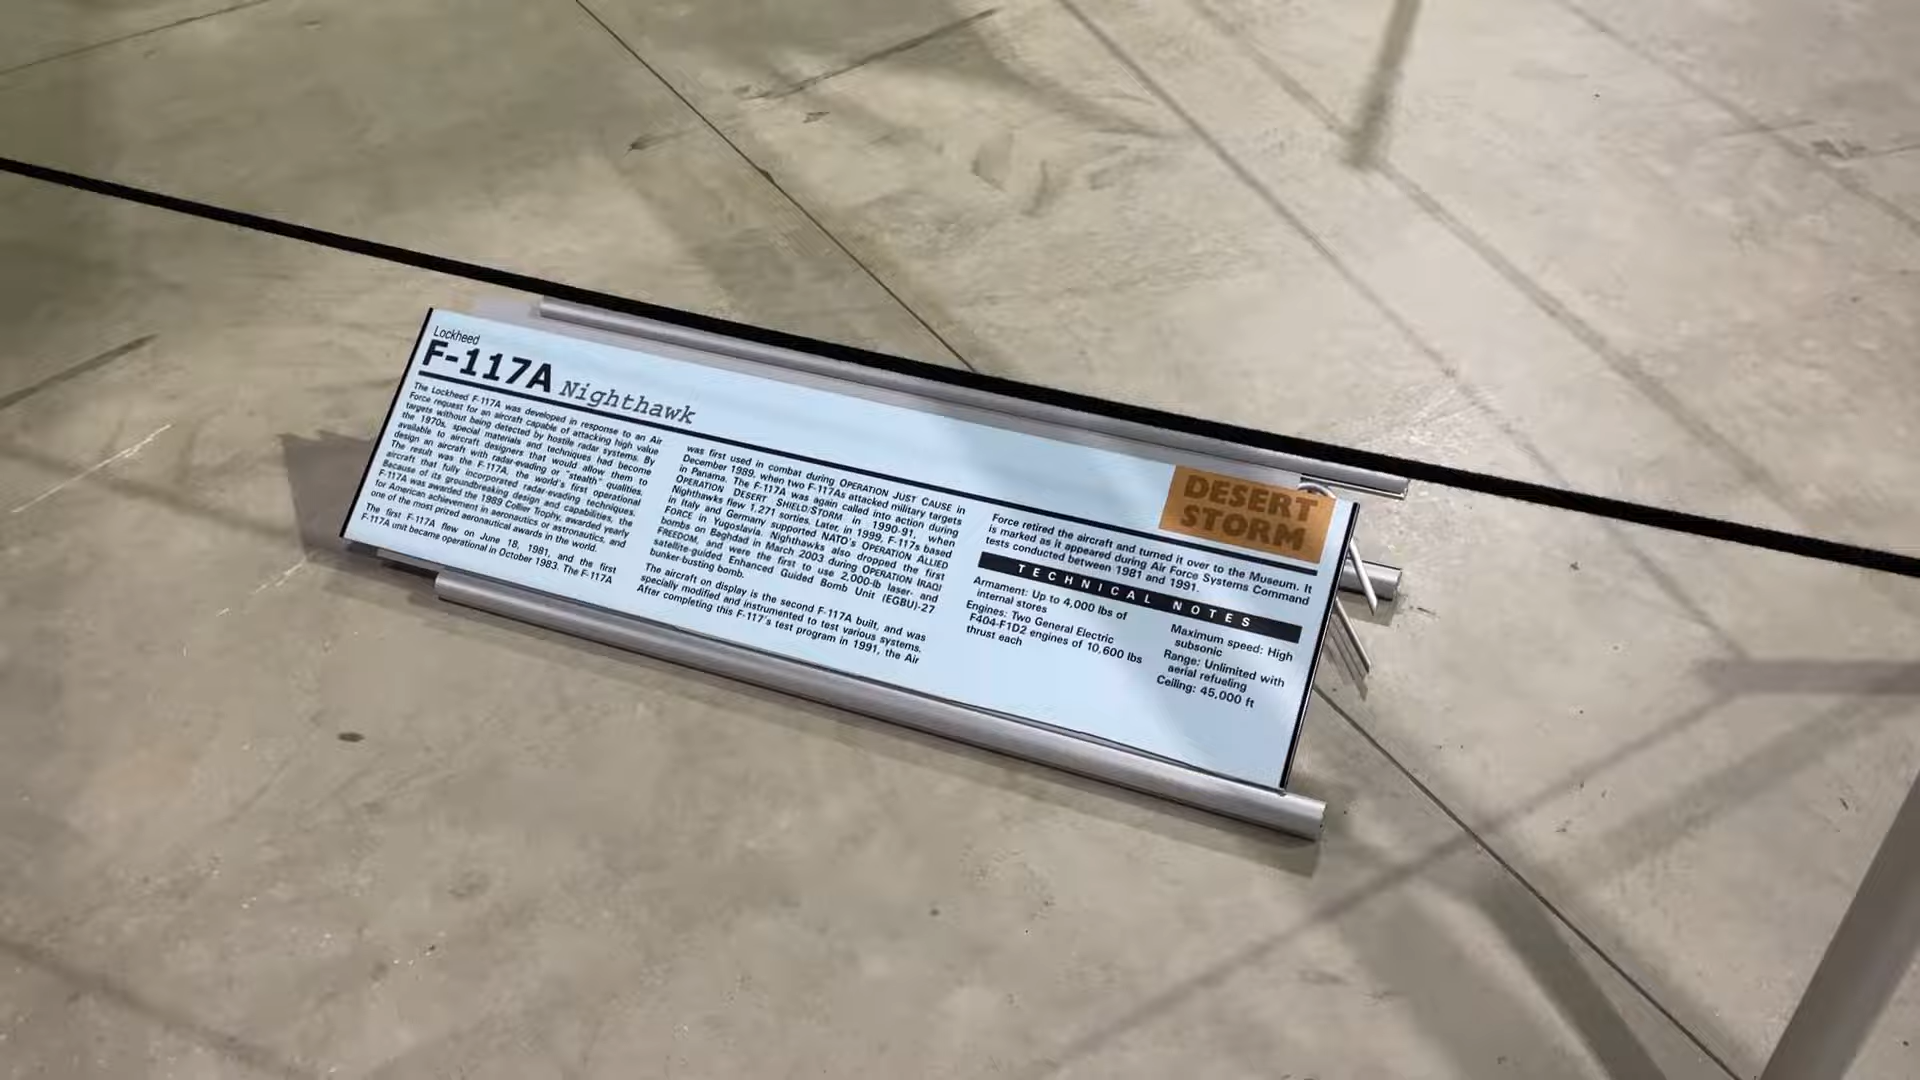 Lockheed
F-117A Nighthawk
The Lockheed F-117A was developed in response to an Air
Force request for an aircraft capable of attacking high value
targets without being detected by hostile radar systems. By
the 1970s, special materials and techniques had become
available to aircraft designers that would allow them to
design an aircraft with radar-evading or "stealth" qualities.
The result was the F-117A, the world's first operational
aircraft that fully incorporated radar-evading techniques.
Because of its groundbreaking design and capabilities, the
F-117A was awarded the 1989 Collier Trophy, awarded yearly
for American achievement in aeronautics or astronautics, and
one of the most prized aeronautical awards in the world.
The first F-117A flew on June 18, 1981, and the first
F-117A unit became operational in October 1983. The F-117A
was first used in combat during OPERATION JUST CAUSE in
December 1989, when two F-117As attacked military targets
in Panama. The F-117A was again called into action during
OPERATION DESERT SHIELD/STORM in 1990-91, when
Nighthawks flew 1,271 sorties. Later, in 1999, F-117s based
in Italy and Germany supported NATO's OPERATION ALLIED
FORCE in Yugoslavia. Nighthawks also dropped the first
bombs on Baghdad in March 2003 during OPERATION IRAQI
FREEDOM, and were the first to use 2,000-lb laser- and
satellite-guided Enhanced Guided Bomb Unit (EGBU)-27
bunker-busting bomb.
The aircraft on display is the second F-117A built, and was
specially modified and instrumented to test various systems.
After completing this F-117's test program in 1991, the Air
DESERT
STORM
Force retired the aircraft and turned it over to the Museum. It
is marked as it appeared during Air Force Systems Command
tests conducted between 1981 and 1991.
TECHNICAL NOTES
Armament: Up to 4,000 lbs of
internal stores
Engines: Two General Electric
F404-F1D2 engines of 10,600 lbs
thrust each
Maximum speed: High
subsonic
Range: Unlimited with
aerial refueling
Ceiling: 45,000 ft